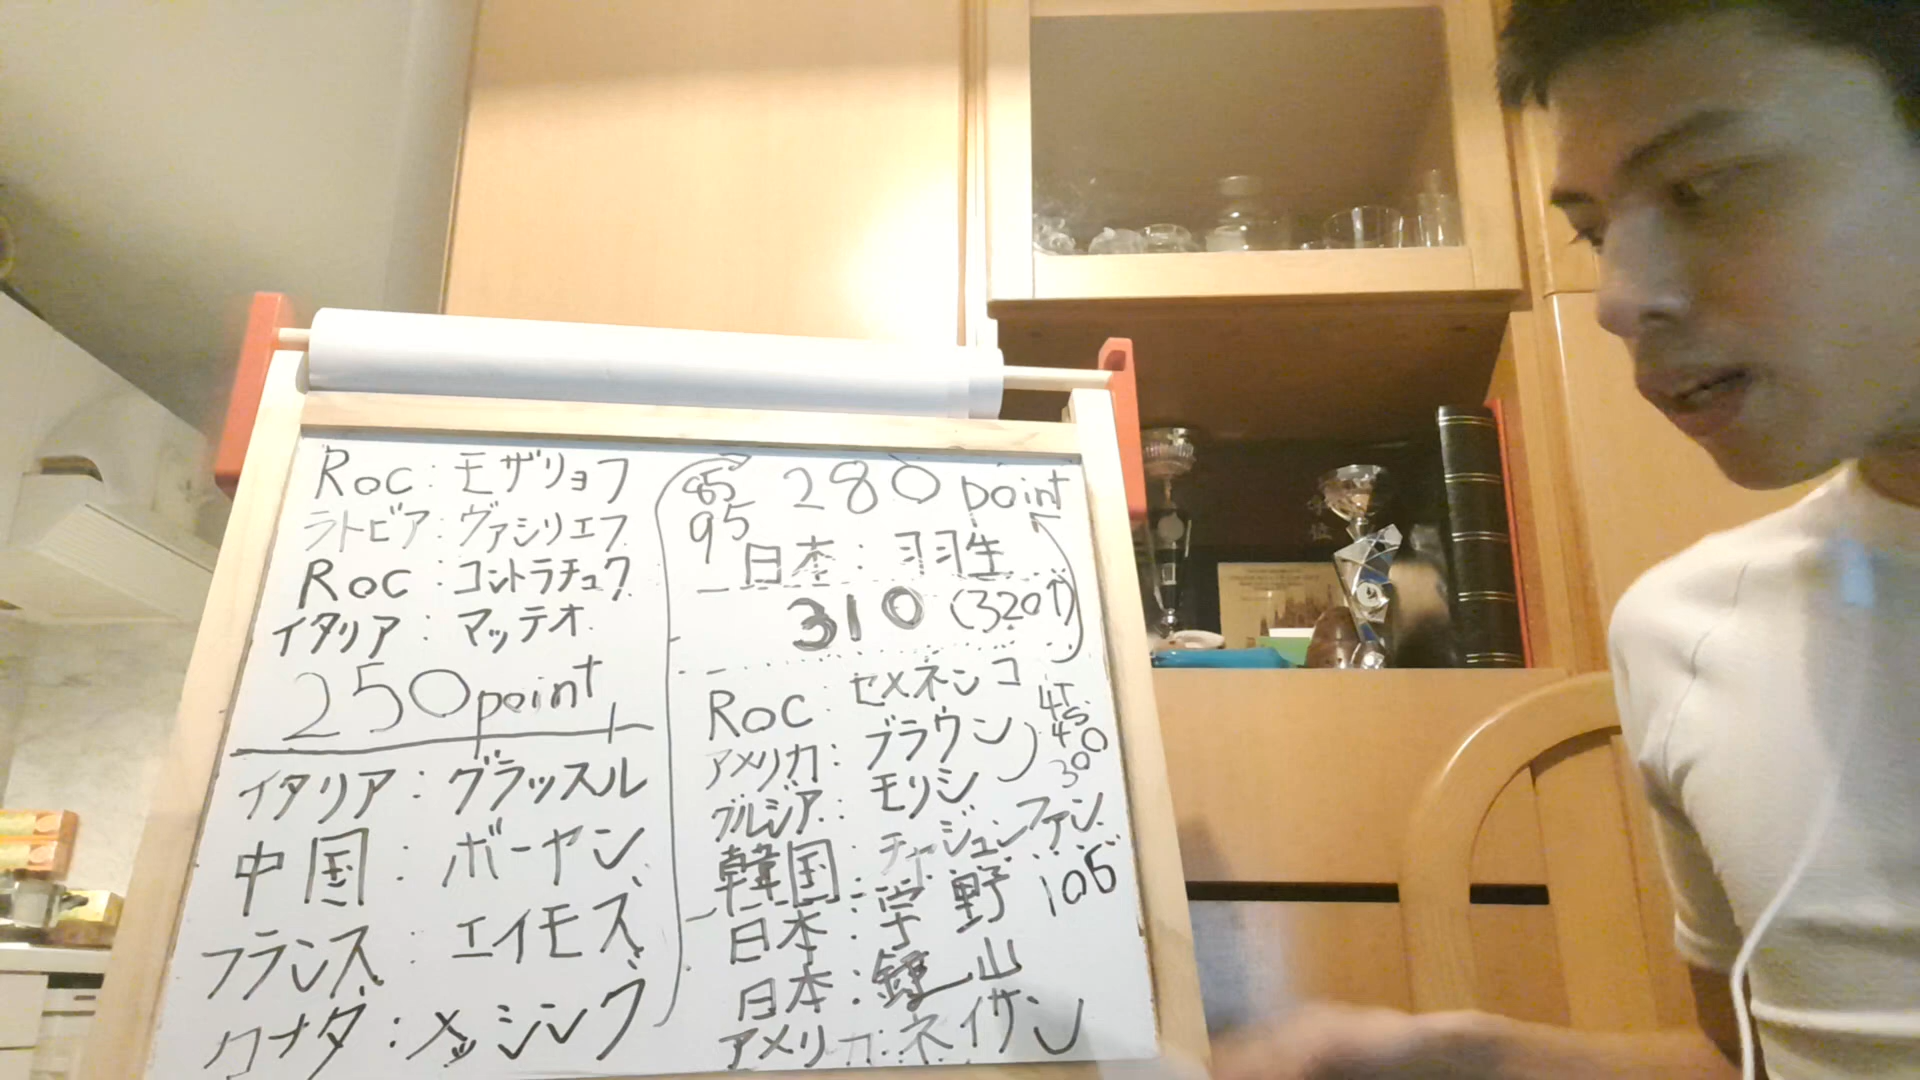 Roc：モザリョフ
ラトビア：ヴァシリエフ
Roc：コントラチュク
イタリア：マッテオ
250point
イタリア：グラッスル
中国：ボーヤン
フランス：エイモズ
カナダ：メッシング
85
95
280 point
日本：羽生
310 (320↑)
Roc：セメネンコ
アメリカ：ブラウン
グルジア：モリシ
45
40
300
韓国：チャジュンファン
日本：宇野 105
日本：鍵山
アメリカ：ネイサン